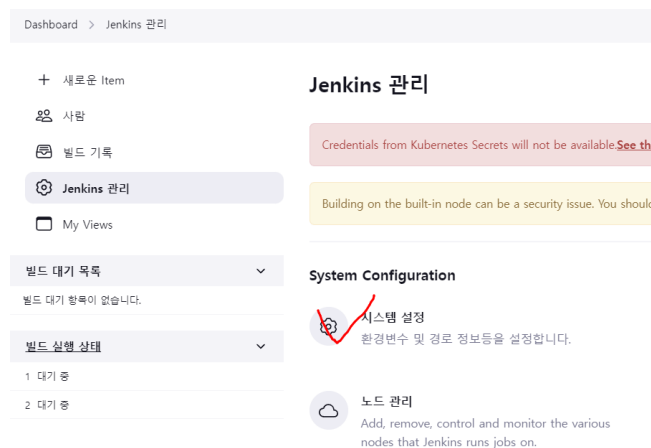 Dashboard > Jenkins 관리
새로운 Item
사람
빌드 기록
Jenkins 관리
My Views
빌드 대기 목록
빌드 대기 항목이 없습니다.
빌드 실행 상태
1 대기 중
2 대기 중
Jenkins 관리
Credentials from Kubernetes Secrets will not be available.See th
Building on the built-in node can be a security issue. You should
System Configuration
시스템 설정
환경변수 및 경로 정보등을 설정합니다.
노드 관리
Add, remove, control and monitor the various
nodes that Jenkins runs jobs on.